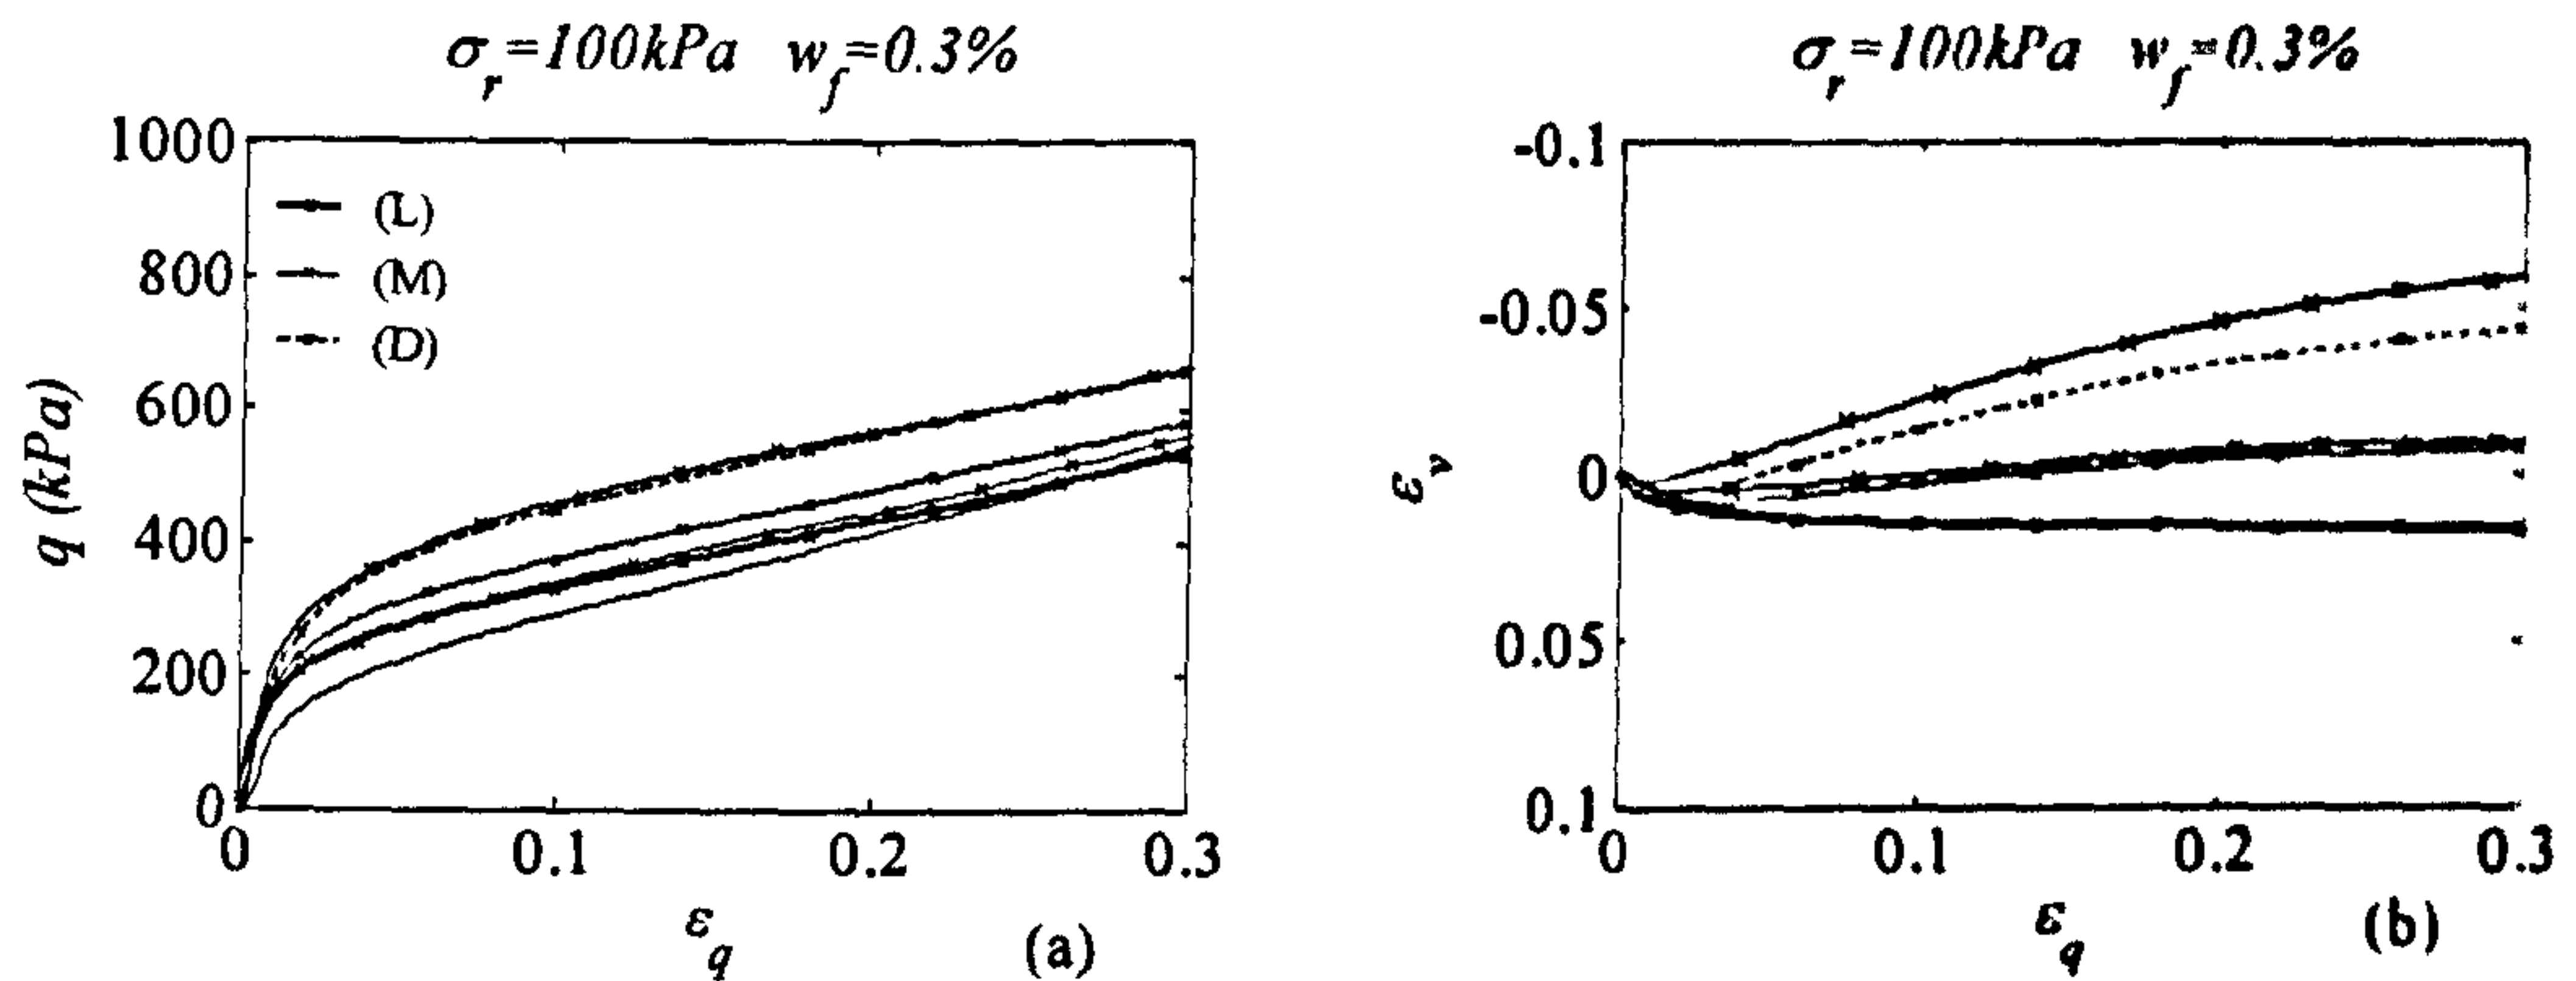 σr=100kPa wf=0.3%
1000
800
600
400
200
0
q (kPa)
(L)
(M)
(D)
0 0.1 0.2 0.3
εq
(a)
σr=100kPa wf=0.3%
-0.1
-0.05
0
0.05
0.1
εv
0 0.1 0.2 0.3
εq
(b)